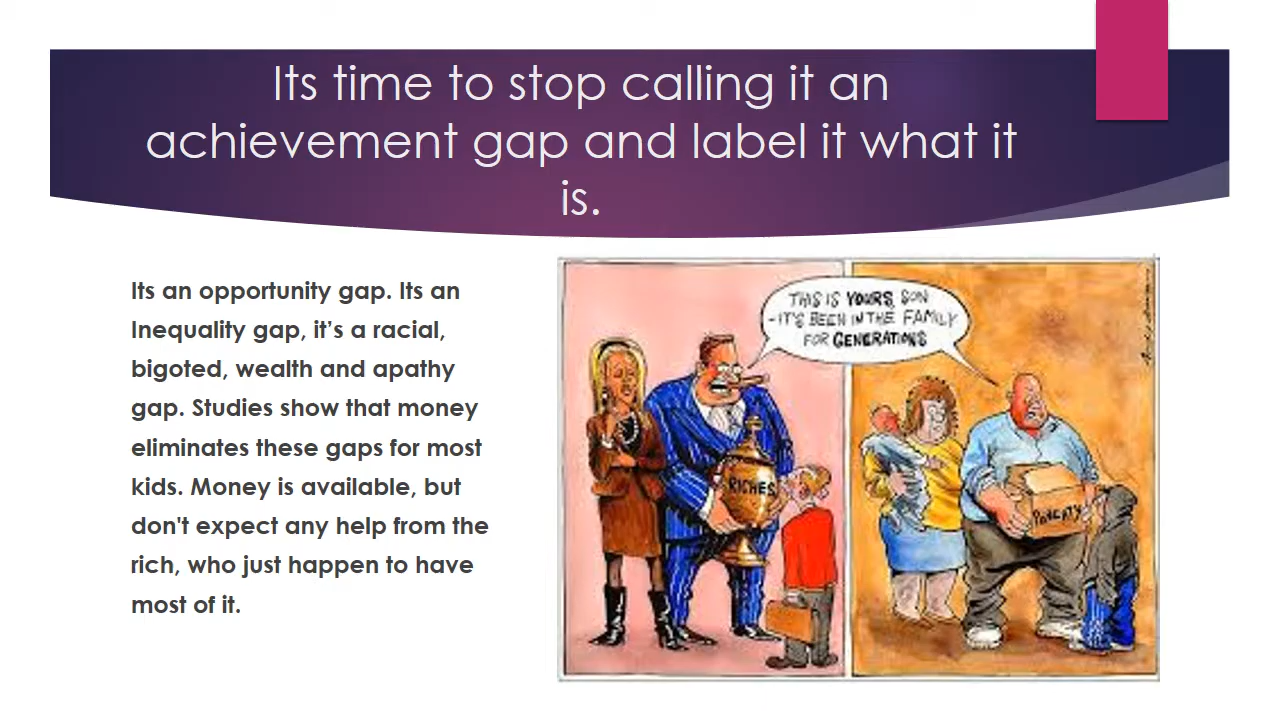 Its time to stop calling it an
achievement gap and label it what it
is.
Its an opportunity gap. Its an
Inequality gap, it’s a racial,
bigoted, wealth and apathy
gap. Studies show that money
eliminates these gaps for most
kids. Money is available, but
don't expect any help from the
rich, who just happen to have
most of it.
THIS IS YOURS, SON
-IT'S BEEN IN THE FAMILY
FOR GENERATIONS
RICHES
POVERTY